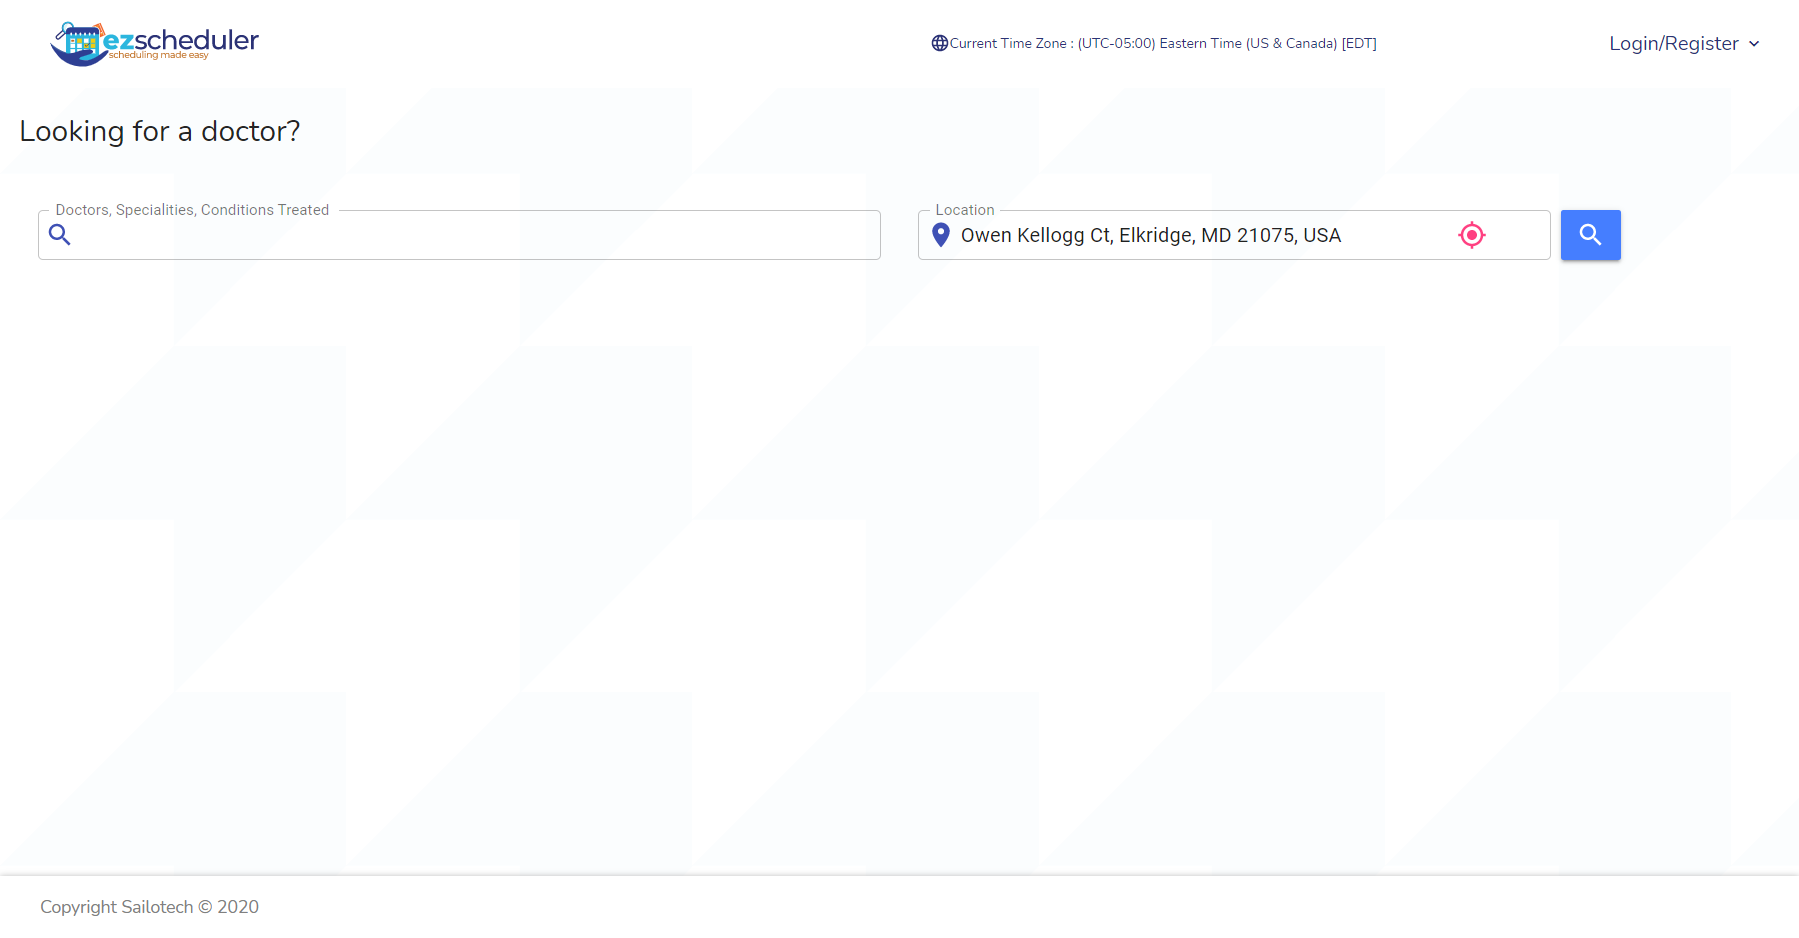 ezscheduler
scheduling made easy
Current Time Zone : (UTC-05:00) Eastern Time (US & Canada) [EDT]
Login/Register
Looking for a doctor?
Doctors, Specialities, Conditions Treated
Location
Owen Kellogg Ct, Elkridge, MD 21075, USA
Copyright Sailotech © 2020